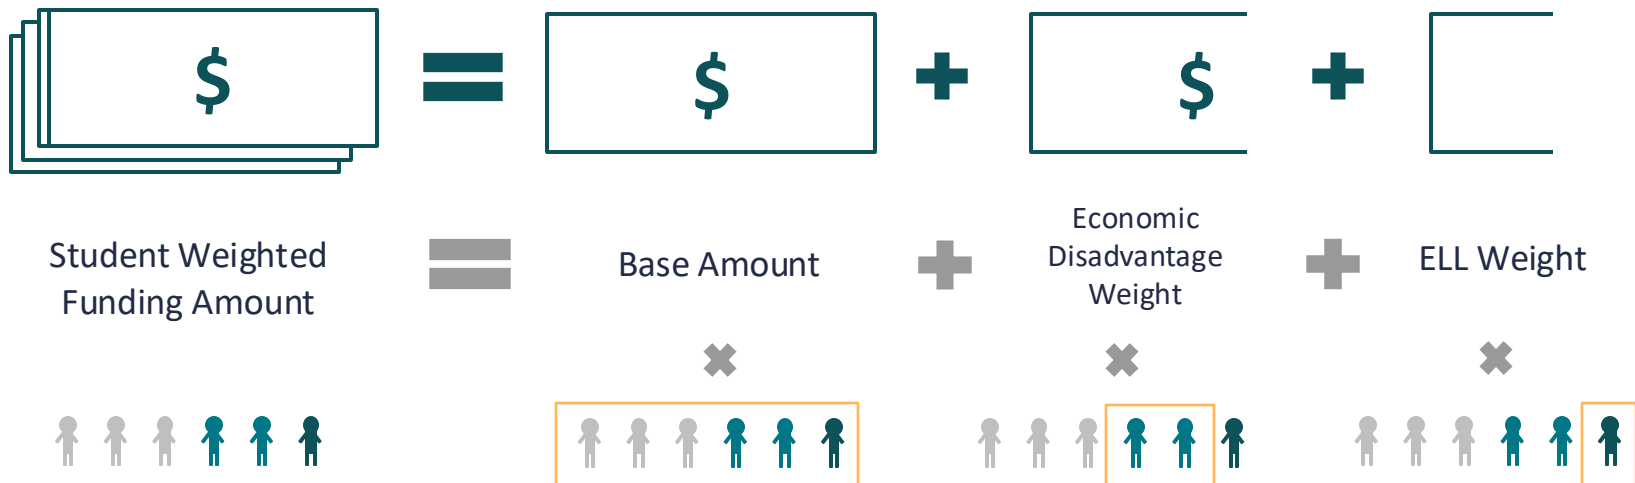 $
$
$
Student Weighted
Funding Amount
Base Amount
Economic
Disadvantage
Weight
ELL Weight